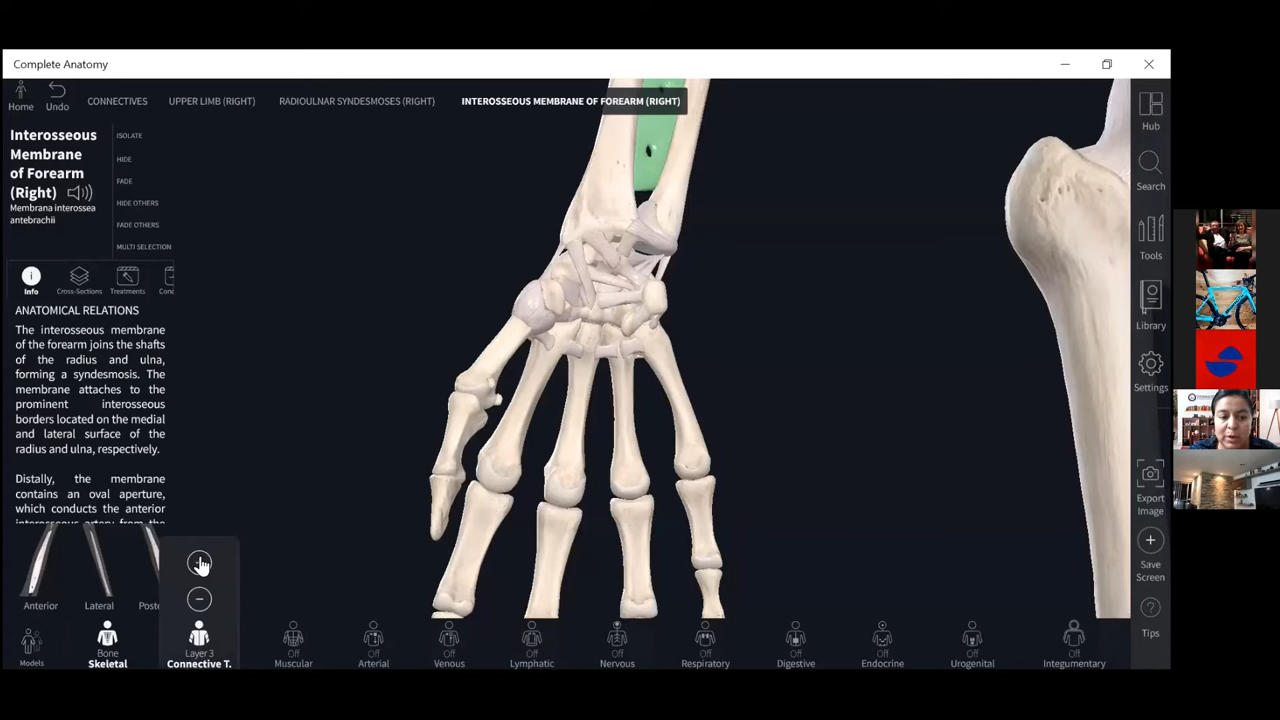 Complete Anatomy
Home
Undo
CONNECTIVES
UPPER LIMB (RIGHT)
RADIOULNAR SYNDESMOSES (RIGHT)
INTEROSSEOUS MEMBRANE OF FOREARM (RIGHT)
Interosseous
Membrane
of Forearm
(Right)
Membrana interossea
antebrachii
ISOLATE
HIDE
FADE
HIDE OTHERS
FADE OTHERS
MULTI SELECTION
Info
Cross-Sections
Treatments
ANATOMICAL RELATIONS
The interosseous membrane
of the forearm joins the shafts
of the radius and ulna,
forming a syndesmosis. The
membrane attaches to the
prominent interosseous
borders located on the medial
and lateral surface of the
radius and ulna, respectively.
Distally, the membrane
contains an oval aperture,
which conducts the anterior
interosseous artery from the
Anterior
Lateral
Models
Bone
Skeletal
Layer 3
Connective T.
Off
Muscular
Off
Arterial
Off
Venous
Off
Lymphatic
Off
Nervous
Off
Respiratory
Off
Digestive
Off
Endocrine
Off
Urogenital
Off
Integumentary
Hub
Search
Tools
Library
Settings
Export
Image
Save
Screen
Tips